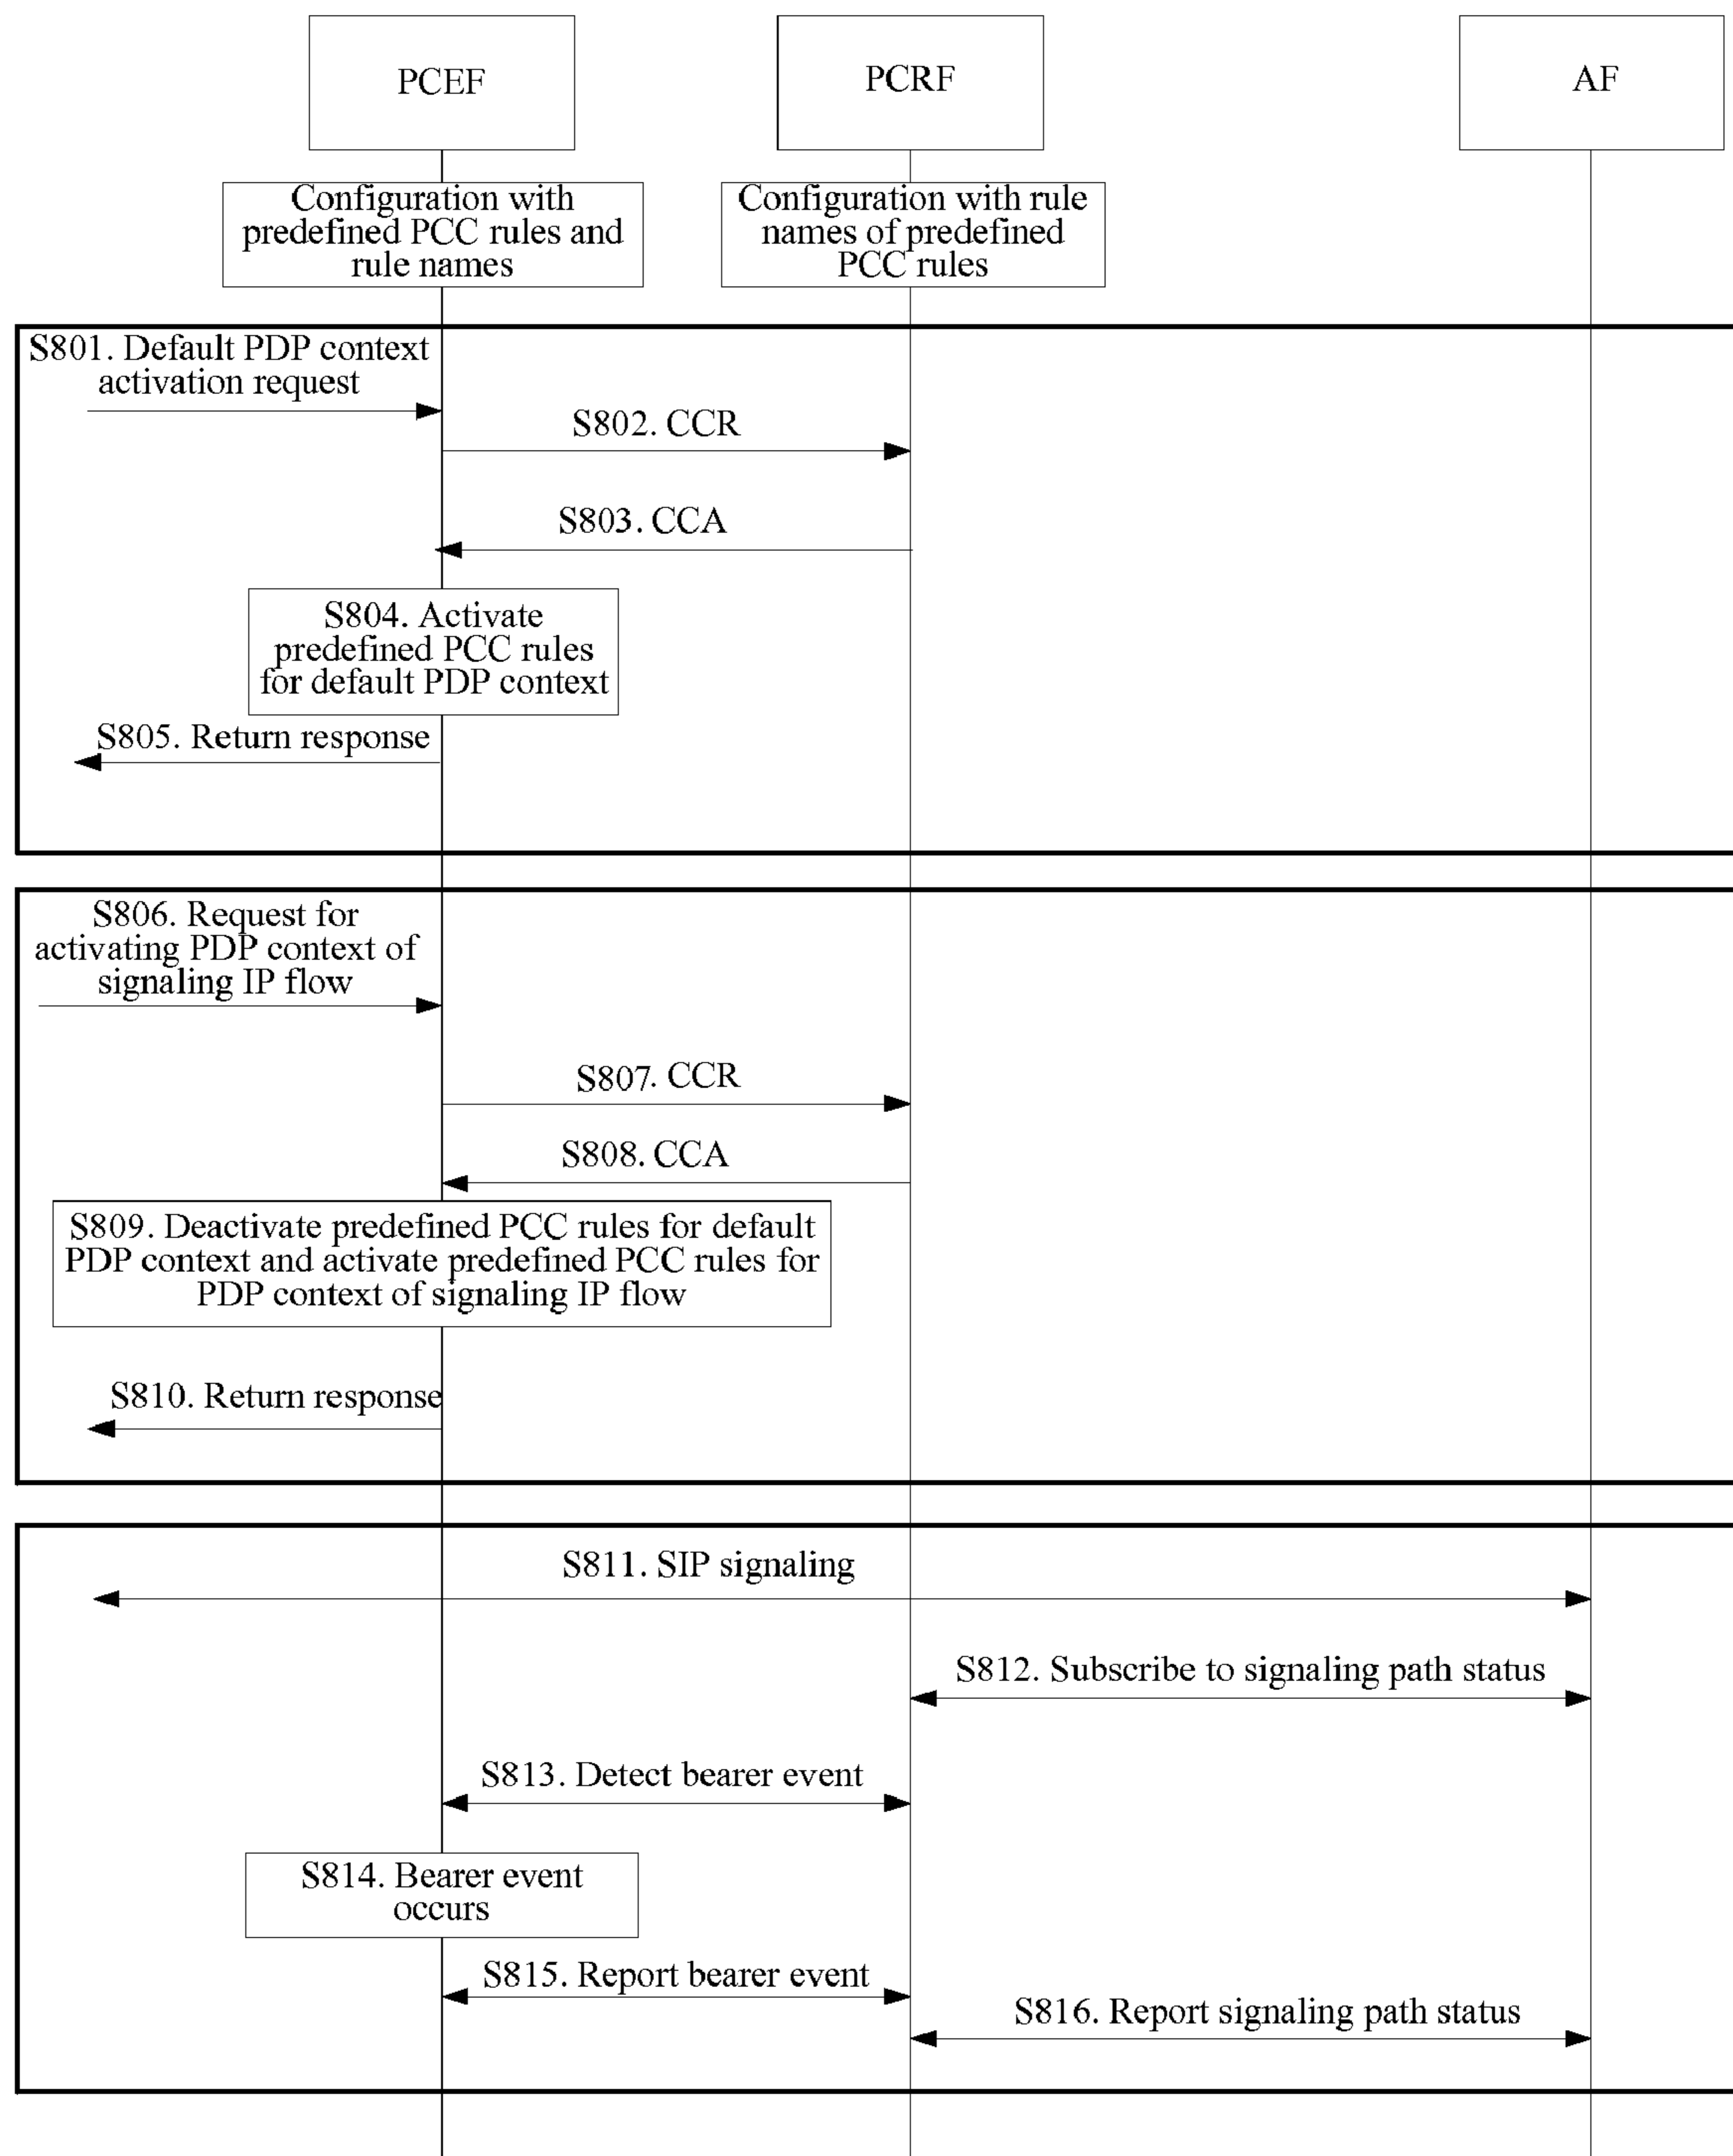 PCEF
PCRF
AF
Configuration with
predefined PCC rules and
rule names
Configuration with rule
names of predefined
PCC rules
S801. Default PDP context
activation request
S802. CCR
S803. CCA
S804. Activate
predefined PCC rules
for default PDP context
S805. Return response
S806. Request for
activating PDP context of
signaling IP flow
S807. CCR
S808. CCA
S809. Deactivate predefined PCC rules for default
PDP context and activate predefined PCC rules for
PDP context of signaling IP flow
S810. Return response
S811. SIP signaling
S812. Subscribe to signaling path status
S813. Detect bearer event
S814. Bearer event
occurs
S815. Report bearer event
S816. Report signaling path status